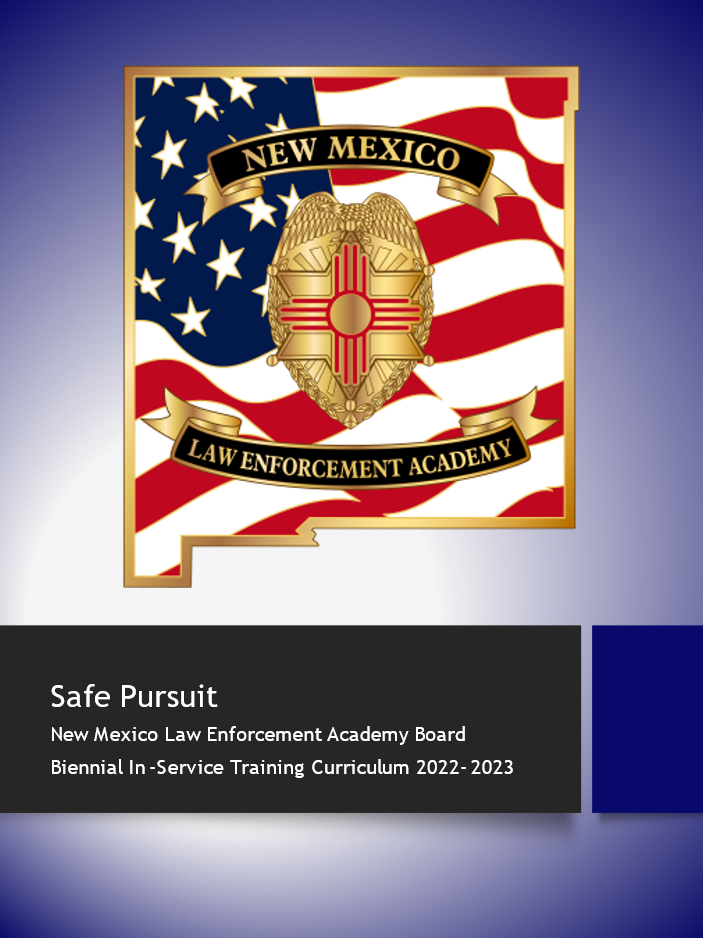 NEW MEXICO
LAW ENFORCEMENT ACADEMY
Safe Pursuit
New Mexico Law Enforcement Academy Board
Biennial In-Service Training Curriculum 2022-2023